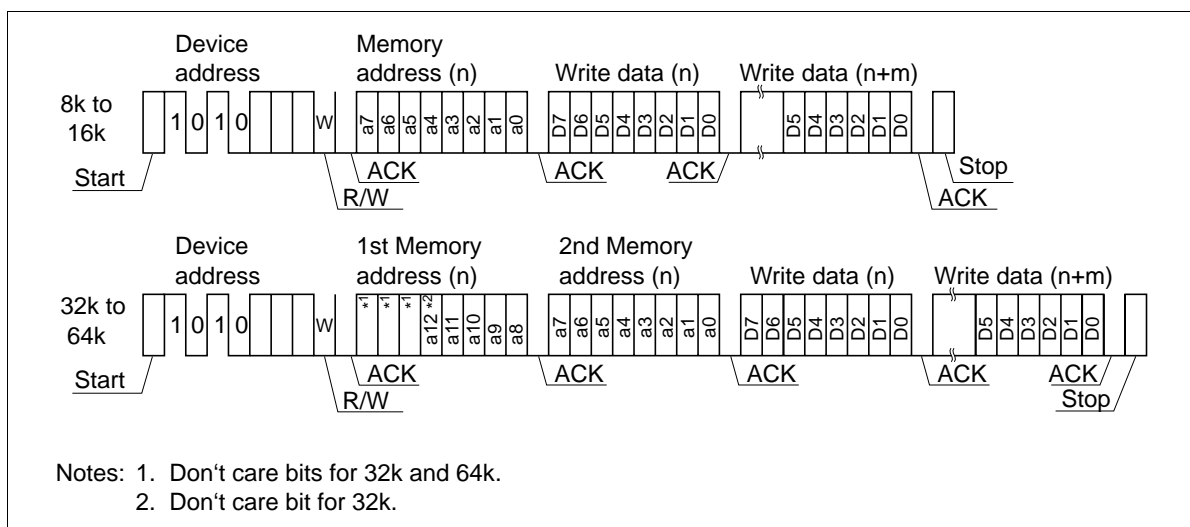 Device Memory
address address (n) Write data (n) Write data (n+m)
8k to
16k
1 0 1 0 W a7 a6 a5 a4 a3 a2 a1 a0 D7 D6 D5 D4 D3 D2 D1 D0 D5 D4 D3 D2 D1 D0
Start ACK ACK ACK Stop
R/W ACK
Device 1st Memory 2nd Memory
address address (n) address (n) Write data (n) Write data (n+m)
32k to
64k
1 0 1 0 W *1 *1 *1 a12*2 a11 a10 a9 a8 a7 a6 a5 a4 a3 a2 a1 a0 D7 D6 D5 D4 D3 D2 D1 D0 D5 D4 D3 D2 D1 D0
Start ACK ACK ACK ACK ACK
R/W Stop
Notes: 1. Don‘t care bits for 32k and 64k.
2. Don‘t care bit for 32k.